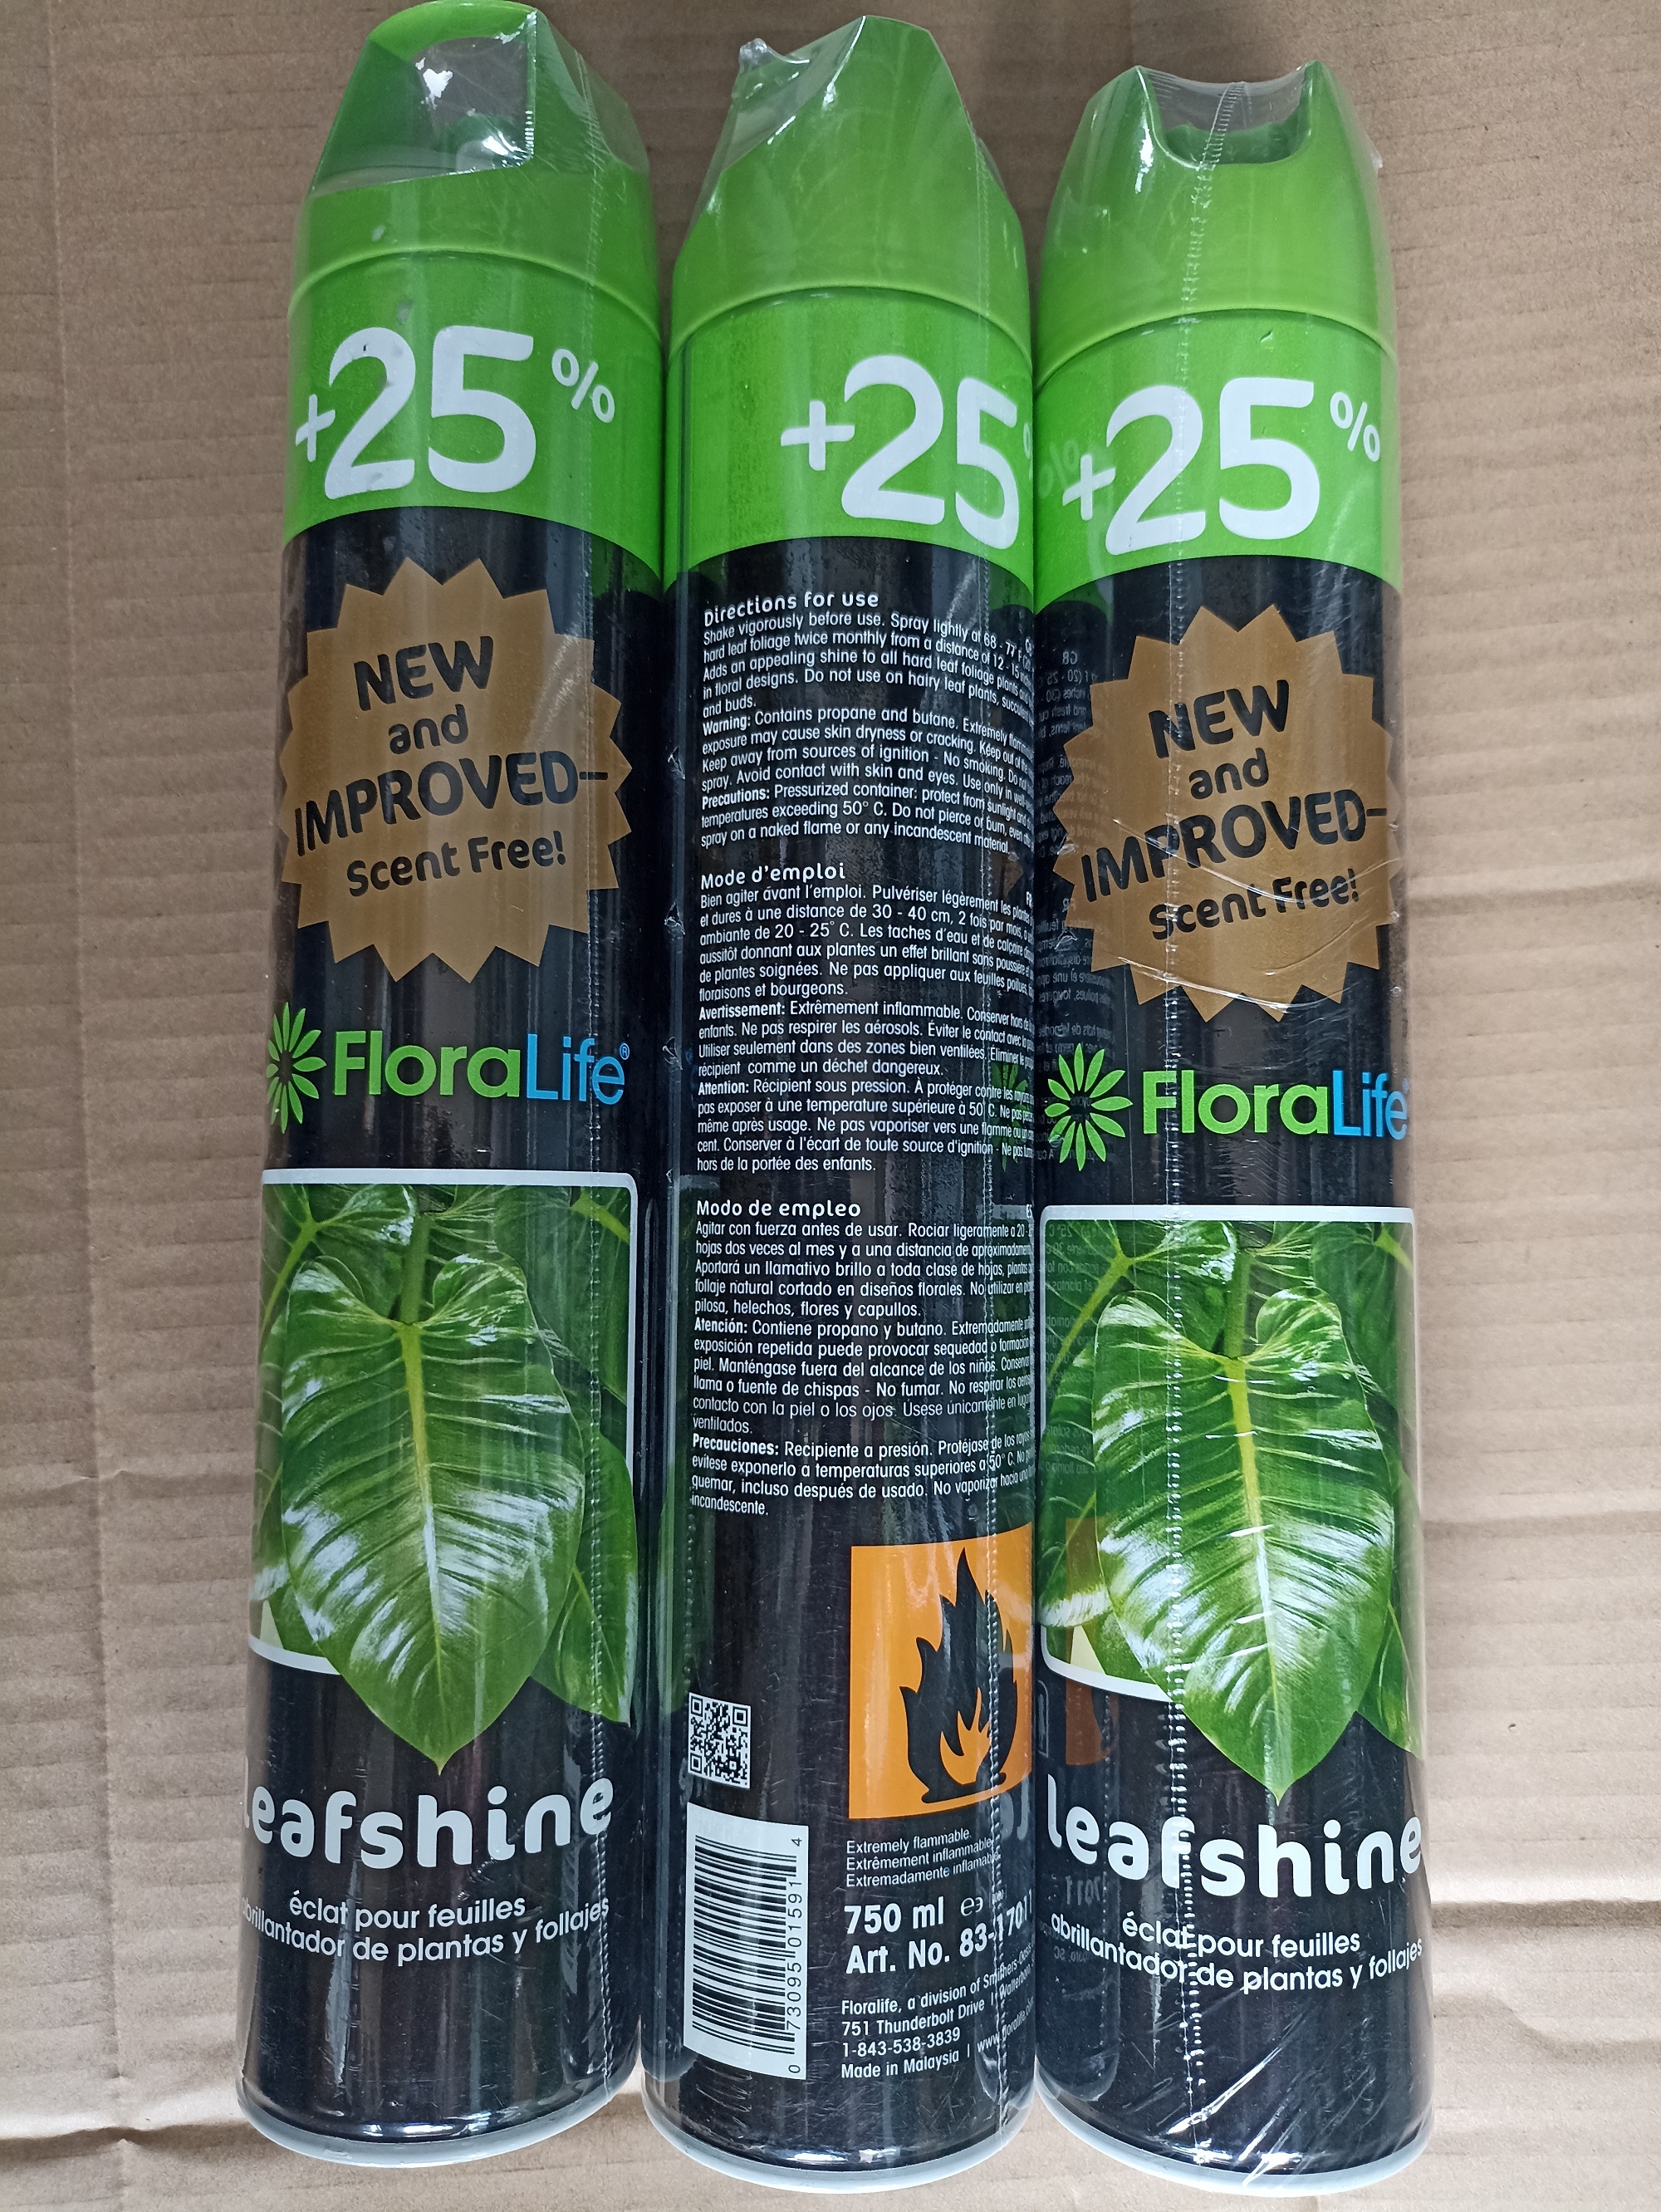 +25%
NEW
and
IMPROVED-
Scent Free!
FloraLife®
leafshine
éclat pour feuilles
abrillantador de plantas y follajes
+25%
Directions for use
Shake vigorously before use. Spray lightly at 68 - 77
hard leaf foliage twice monthly from a distance of 12 - 15
Adds an appealing shine to all hard leaf foliage plants
in floral designs. Do not use on hairy leaf plants,
and buds.
Warning: Contains propane and butane. Extremely
exposure may cause skin dryness or cracking. Keep out of
Keep away from sources of ignition - No smoking. Do
spray. Avoid contact with skin and eyes. Use only in
Precautions: Pressurized container: protect from sunlight
temperatures exceeding 50° C. Do not pierce or burn, even
spray on a naked flame or any incandescent material
Mode d'emploi
Bien agiter avant l'emploi. Pulvériser légèrement les
et dures à une distance de 30 - 40 cm, 2 fois par mois,
ambiante de 20 - 25° C. Les taches d'eau et de calcaire
aussitôt donnant aux plantes un effet brillant sans poussière
de plantes soignées. Ne pas appliquer aux feuilles
floraisons et bourgeons.
Avertissement: Extrêmement inflammable. Conserver hors
enfants. Ne pas respirer les aérosols. Éviter le contact avec
Utiliser seulement dans des zones bien ventilées. Éliminer
récipient comme un déchet dangereux.
Attention: Récipient sous pression. À protéger contre les
pas exposer à une temperature supérieure à 50° C. Ne pas
même après usage. Ne pas vaporiser vers une flamme ou
cent. Conserver à l'écart de toute source d'ignition - Ne pas
hors de la portée des enfants.
Modo de empleo
Agitar con fuerza antes de usar. Rociar ligeramente a 20 -
hojas dos veces al mes y a una distancia de
Aportará un llamativo brillo a toda clase de hojas, plantas
follaje natural cortado en diseños florales. No utilizar en
pilosa, helechos, flores y capullos.
Atención: Contiene propano y butano. Extremadamente
exposición repetida puede provocar sequedad o formación
piel. Manténgase fuera del alcance de los niños.
llama o fuente de chispas - No fumar. No respirar los
contacto con la piel o los ojos. Úsese únicamente en
ventilados.
Precauciones: Recipiente a presión. Protéjase de los rayos
evítese exponerlo a temperaturas superiores a 50° C. No
quemar, incluso después de usado. No vaporizar hacia una
incandescente.
0 73095 01591 4
Extremely flammable.
Extrêmement inflammable.
Extremadamente inflamable.
750 ml
Art. No. 83-17011
Floralife, a division of Smithers-Oasis
751 Thunderbolt Drive |
1-843-538-3839 |
Made in Malaysia |
+25%
NEW
and
IMPROVED-
Scent Free!
FloraLife
leafshine
éclat pour feuilles
abrillantador de plantas y follajes